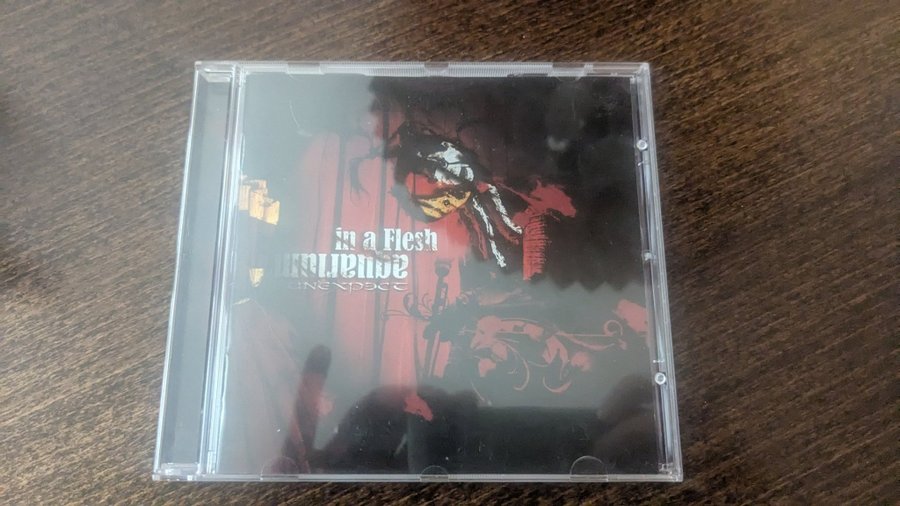 in a Flesh
aquarium
unexpect